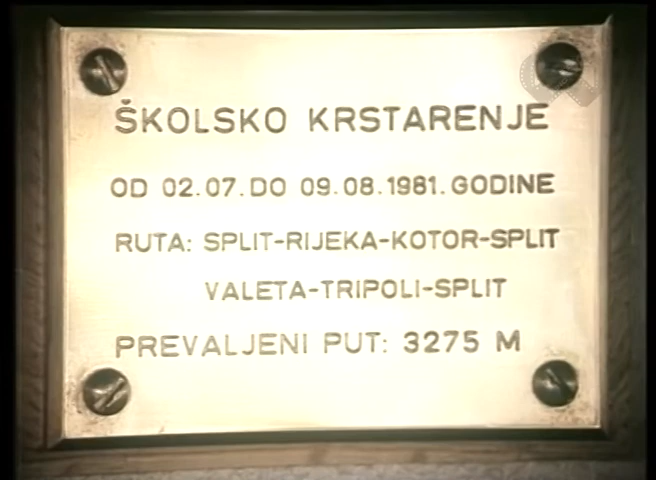 ŠKOLSKO KRSTARENJE
OD 02.07.DO 09.08.1981.GODINE
RUTA: SPLIT-RIJEKA-KOTOR-SPLIT
VALETA-TRIPOLI-SPLIT
PREVALJENI PUT: 3275 M